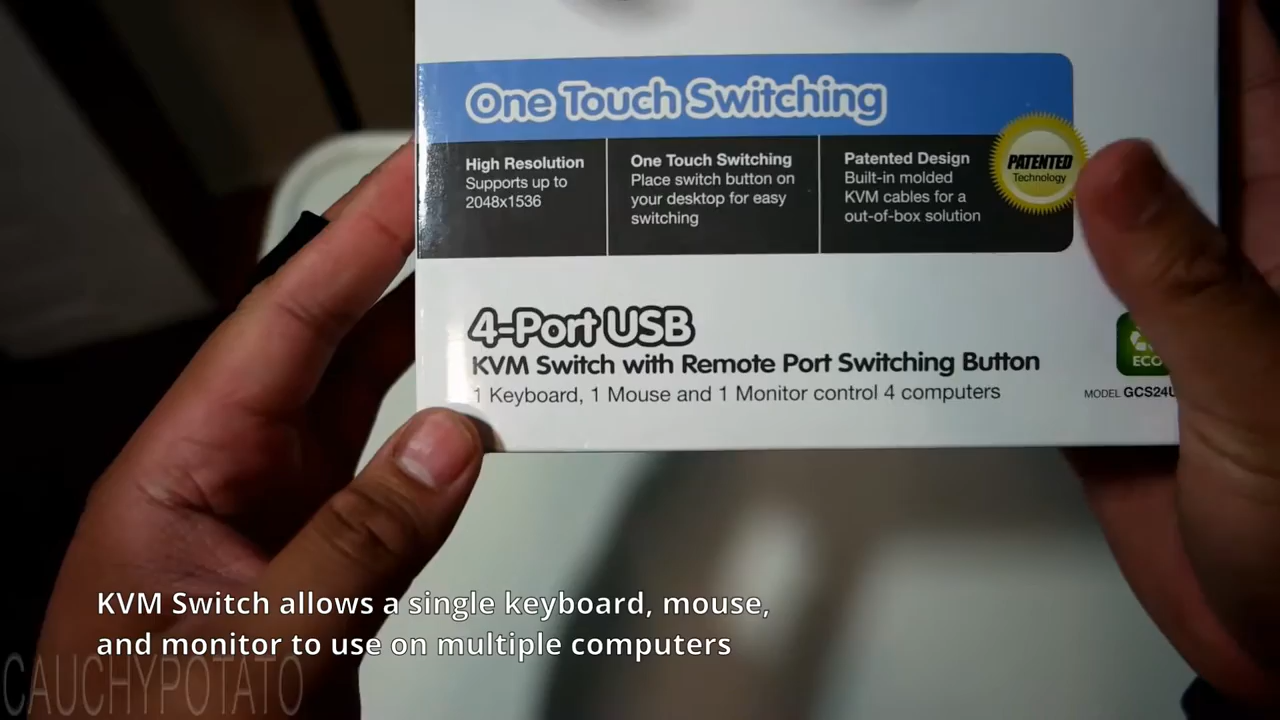 One Touch Switching
High Resolution
Supports up to
2048x1536
One Touch Switching
Place switch button on
your desktop for easy
switching
Patented Design
Built-in molded
KVM cables for a
out-of-box solution
PATENTED
Technology
4-Port USB
KVM Switch with Remote Port Switching Button
1 Keyboard, 1 Mouse and 1 Monitor control 4 computers
ECO
MODEL GCS24U
KVM Switch allows a single keyboard, mouse,
and monitor to use on multiple computers
CAUCHYPOTATO